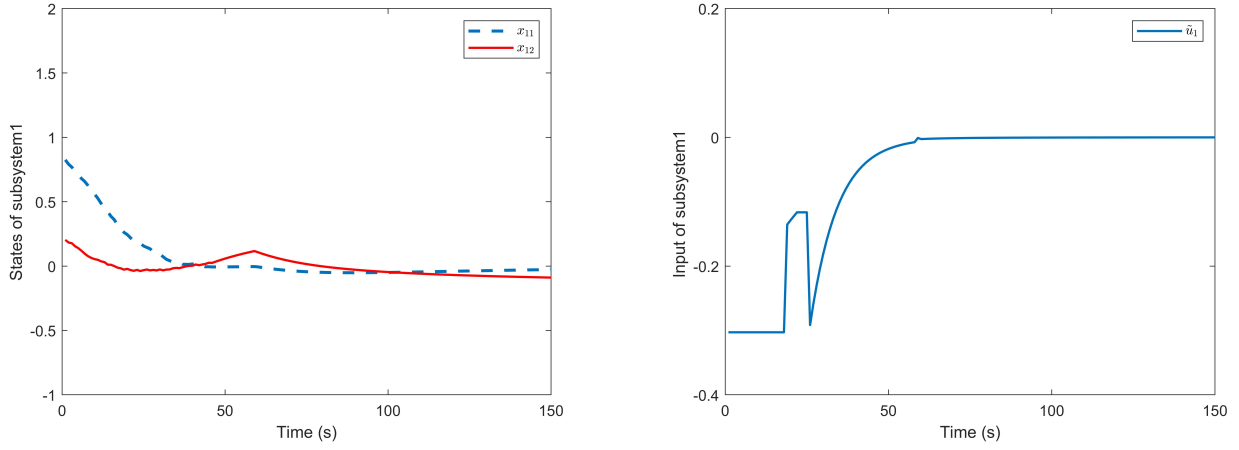 2
1.5
1
0.5
0
-0.5
-1
0
50
100
150
Time (s)
States of subsystem1
x₁₁
x₁₂
0.2
0
-0.2
-0.4
0
50
100
150
Time (s)
Input of subsystem1
ũ₁